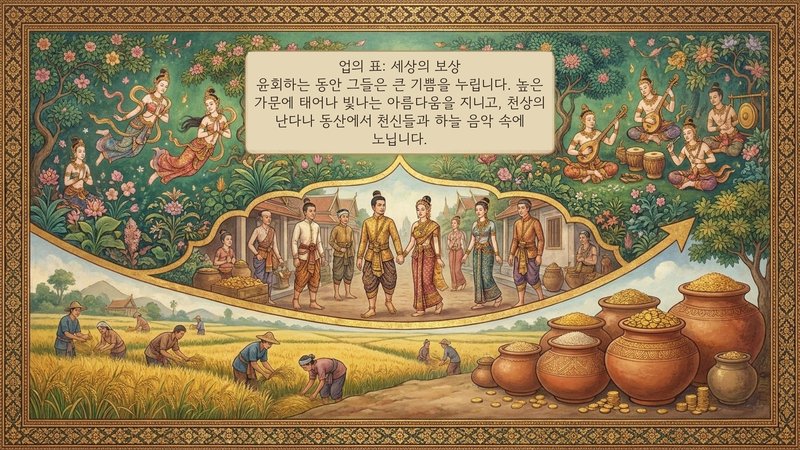 업의 표: 세상의 보상
윤회하는 동안 그들은 큰 기쁨을 누립니다. 높은
가문에 태어나 빛나는 아름다움을 지니고, 천상의
난다나 동산에서 천신들과 하늘 음악 속에
노닙니다.